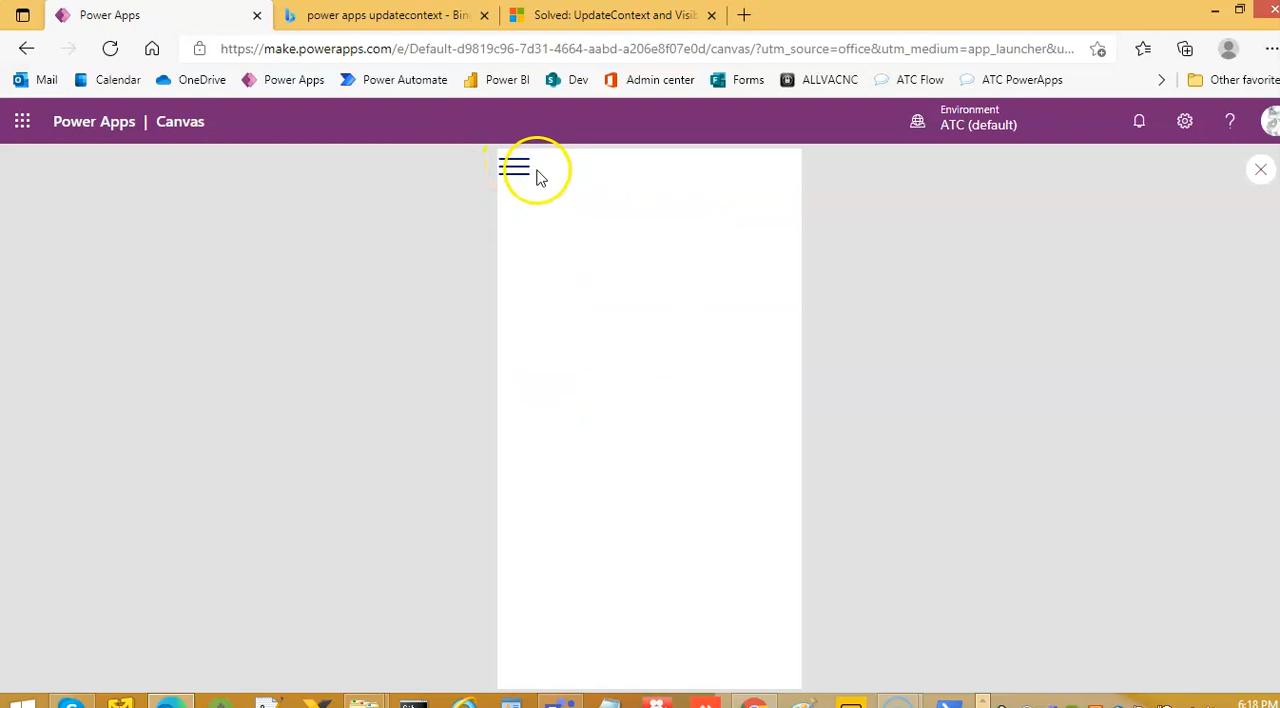 Power Apps
power apps updatecontext - Bin
Solved: UpdateContext and Visib
https://make.powerapps.com/e/Default-d9819c96-7d31-4664-aabd-a206e8f07e0d/canvas/?utm_source=office&utm_medium=app_launcher&u...
Mail Calendar OneDrive Power Apps Power Automate Power BI Dev Admin center Forms ALLVACNC ATC Flow ATC PowerApps Other favorite
Power Apps | Canvas
Environment
ATC (default)
6:18 PM